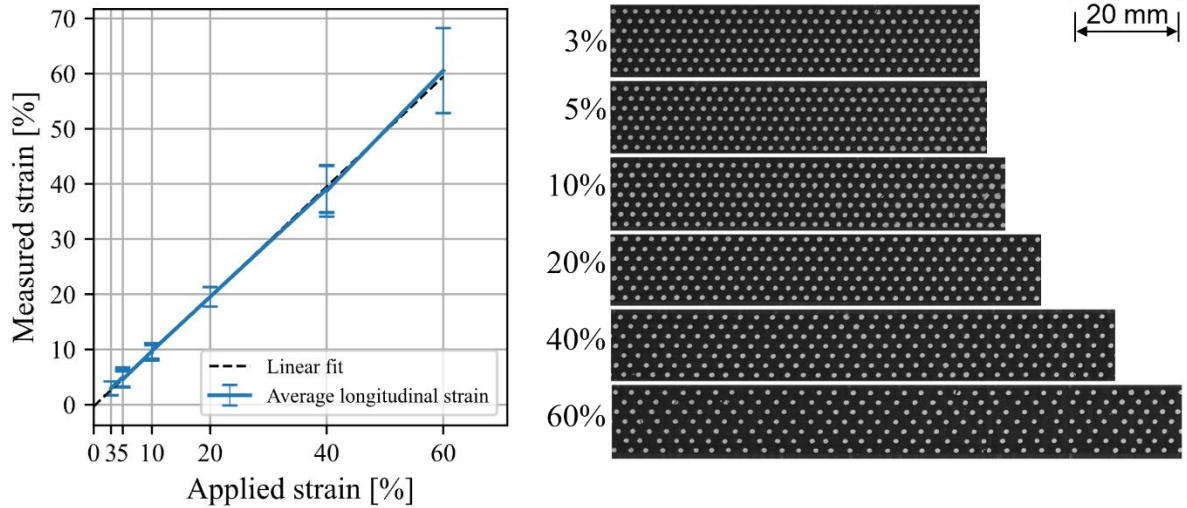 70
60
50
40
30
20
10
0
Measured strain [%]
Linear fit
Average longitudinal strain
0 3 5 10 20 40 60
Applied strain [%]
20 mm
3%
5%
10%
20%
40%
60%